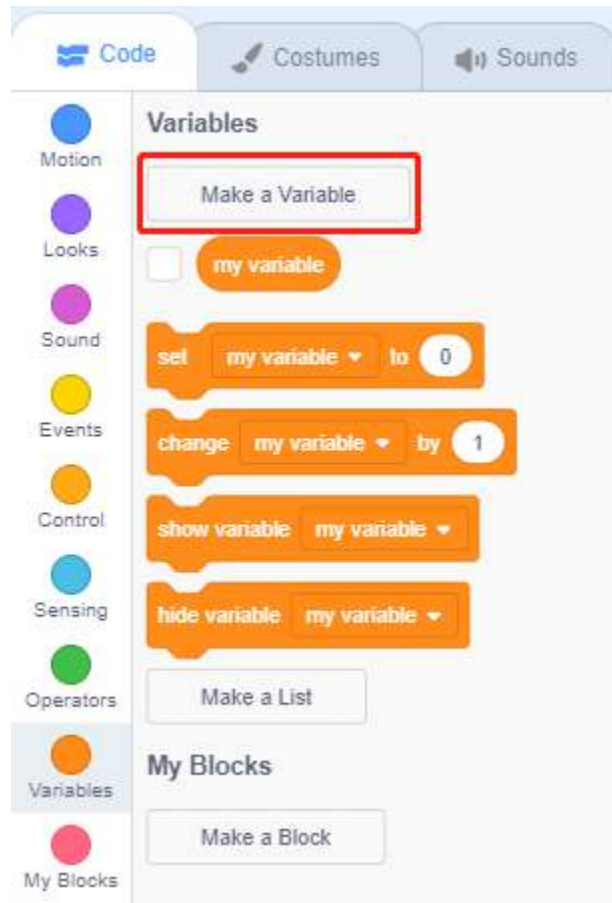 Code
Costumes
Sounds
Motion
Looks
Sound
Events
Control
Sensing
Operators
Variables
My Blocks
Variables
Make a Variable
my variable
set my variable to 0
change my variable by 1
show variable my variable
hide variable my variable
Make a List
My Blocks
Make a Block